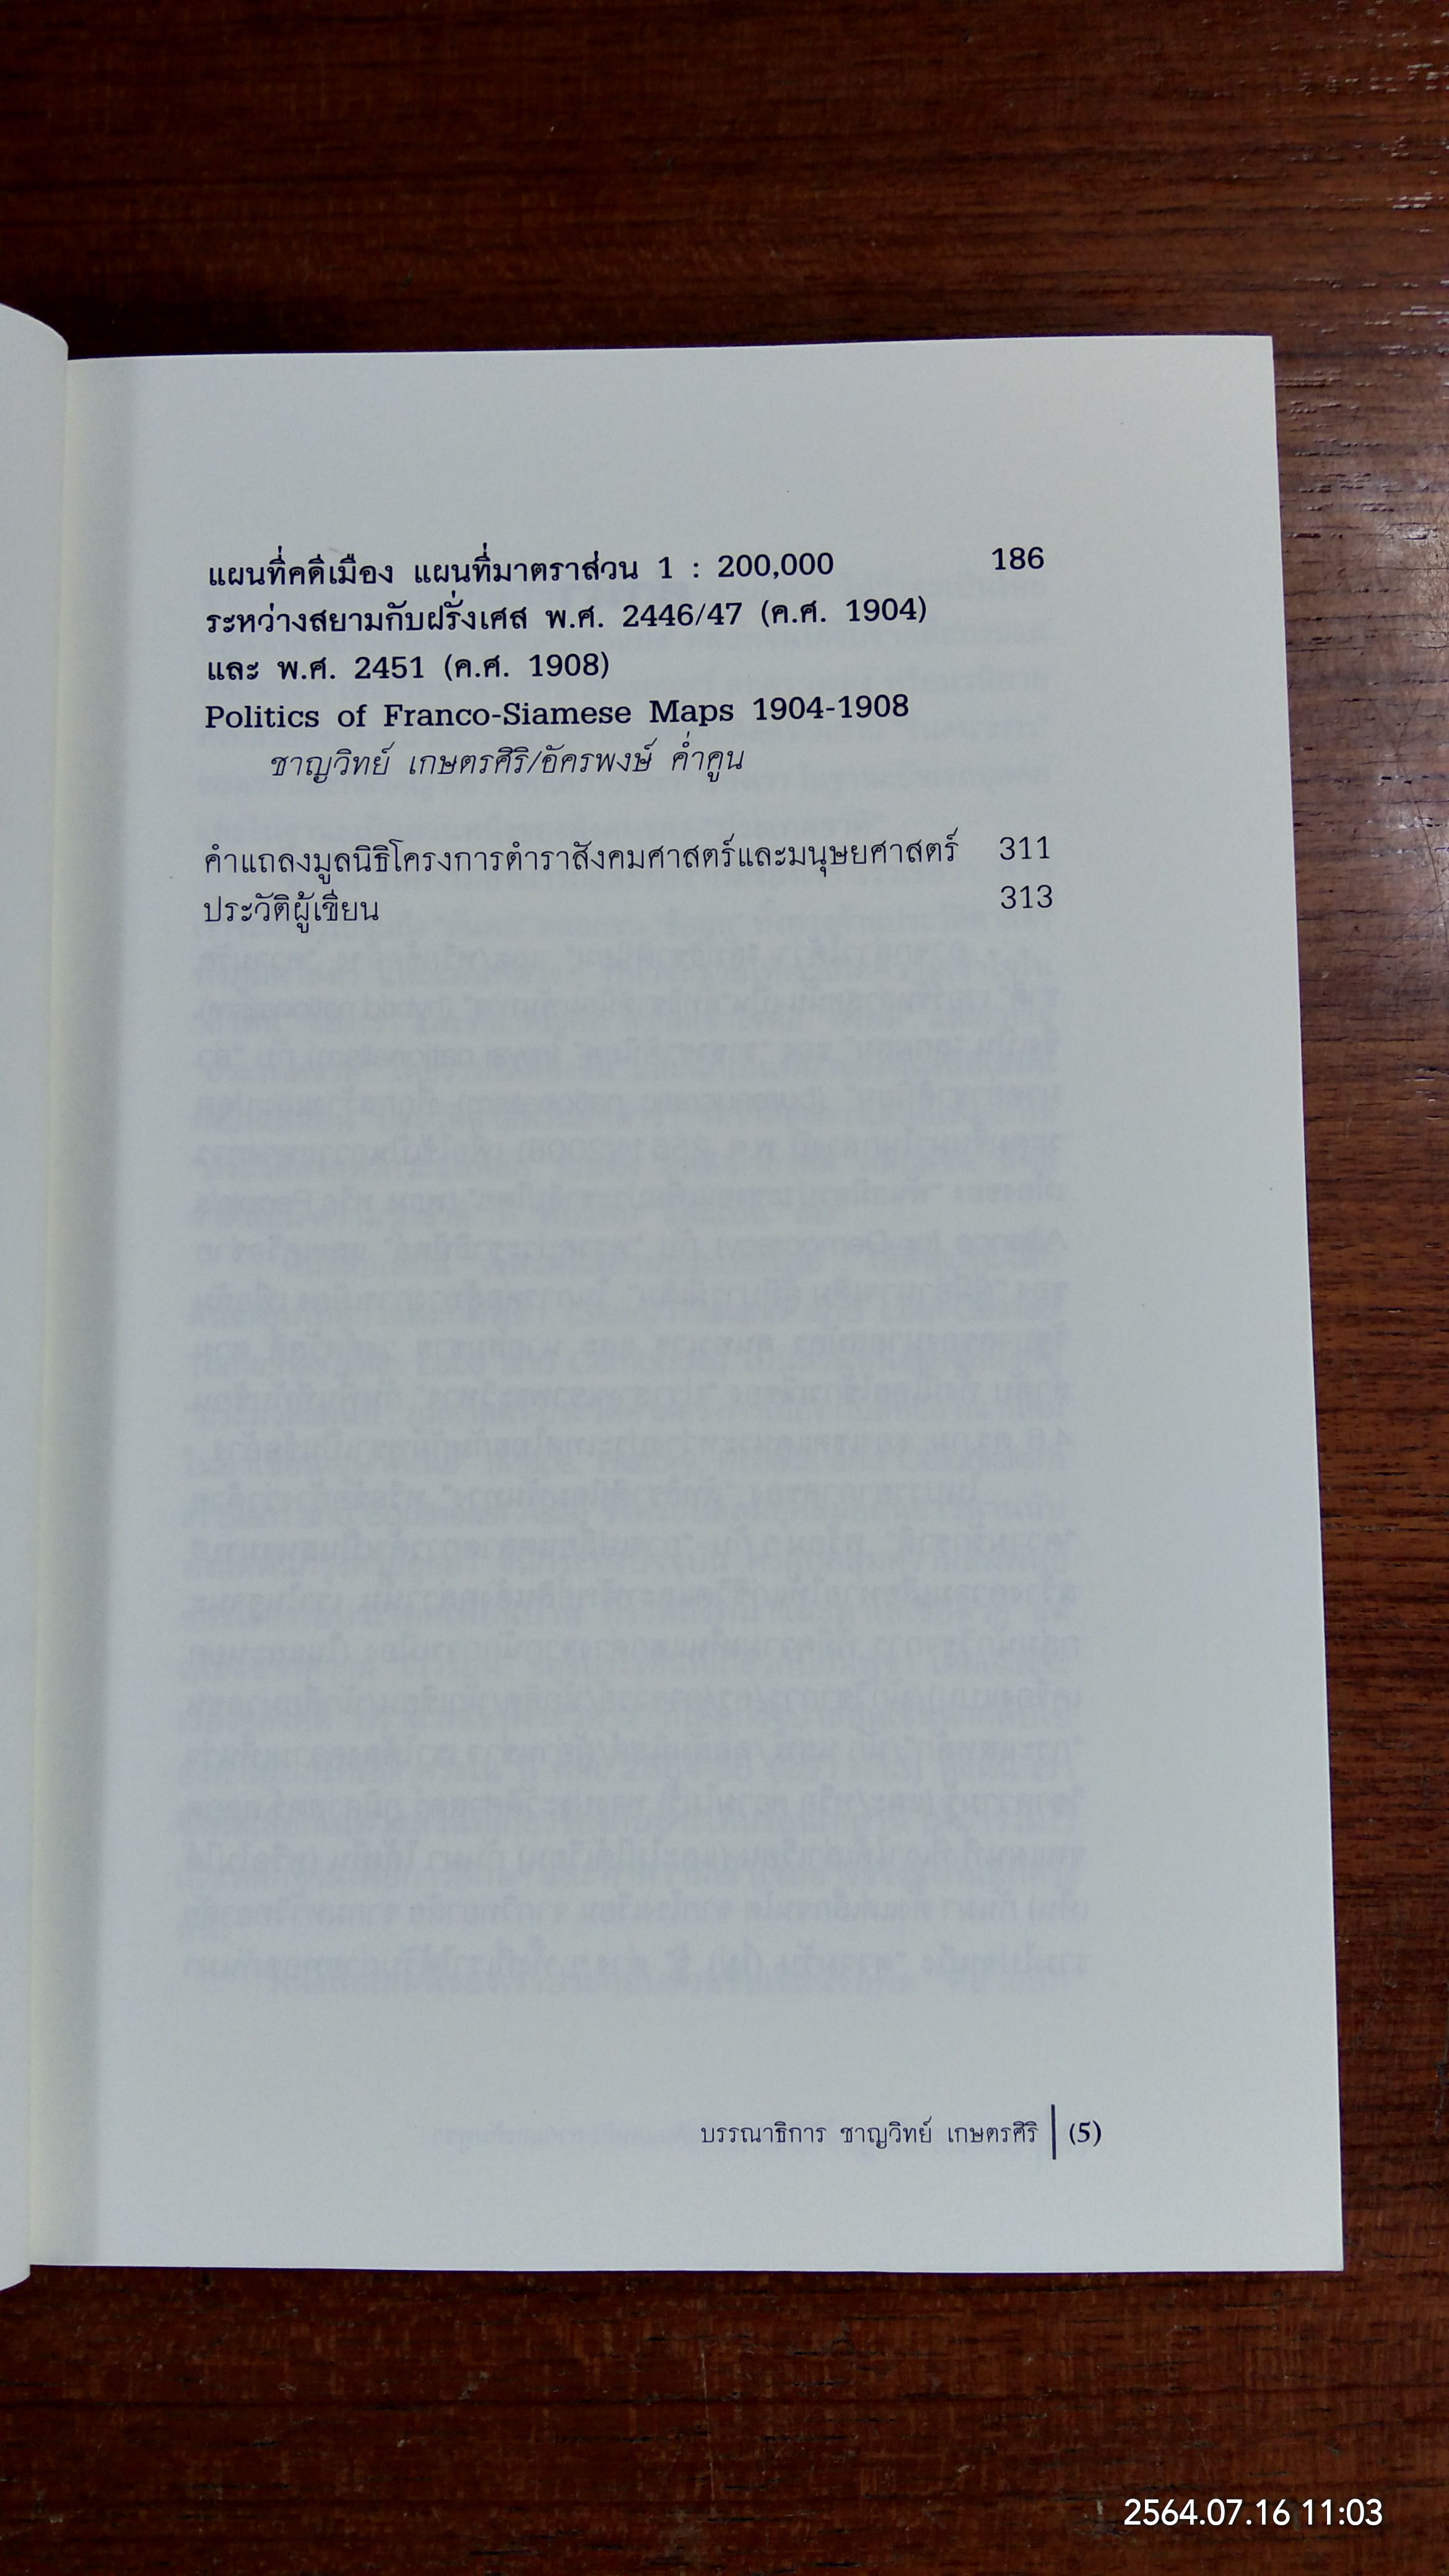 แผนที่คดีเมือง แผนที่มาตราส่วน 1 : 200,000 186
ระหว่างสยามกับฝรั่งเศส พ.ศ. 2446/47 (ค.ศ. 1904)
และ พ.ศ. 2451 (ค.ศ. 1908)
Politics of Franco-Siamese Maps 1904-1908
ชาญวิทย์ เกษตรศิริ/อัครพงษ์ ค่ำคูน
คำแถลงมูลนิธิโครงการตำราสังคมศาสตร์และมนุษยศาสตร์ 311
ประวัติผู้เขียน 313
บรรณาธิการ ชาญวิทย์ เกษตรศิริ (5)
2564.07.16 11:03